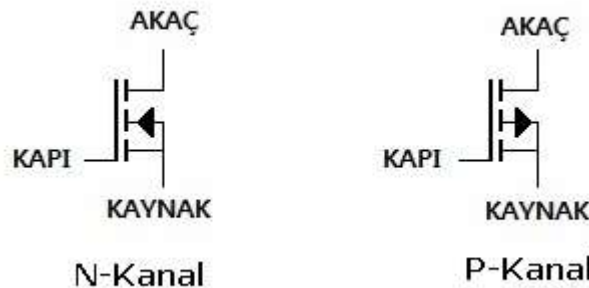 AKAÇ
AKAÇ
KAPI
KAPI
KAYNAK
KAYNAK
N-Kanal
P-Kanal